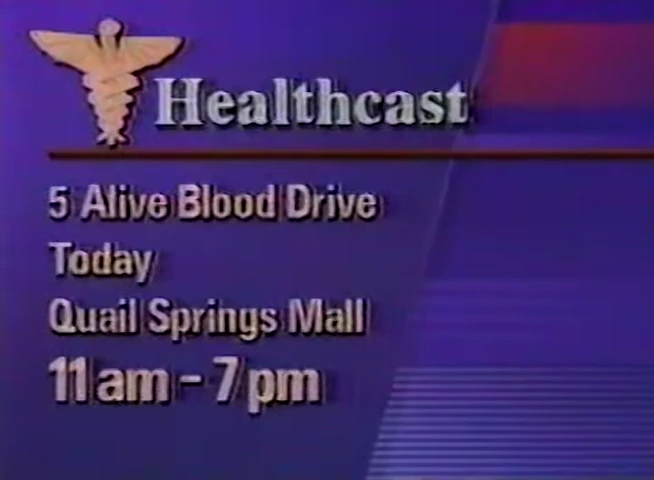 Healthcast
5 Alive Blood Drive
Today
Quail Springs Mall
11 am - 7 pm